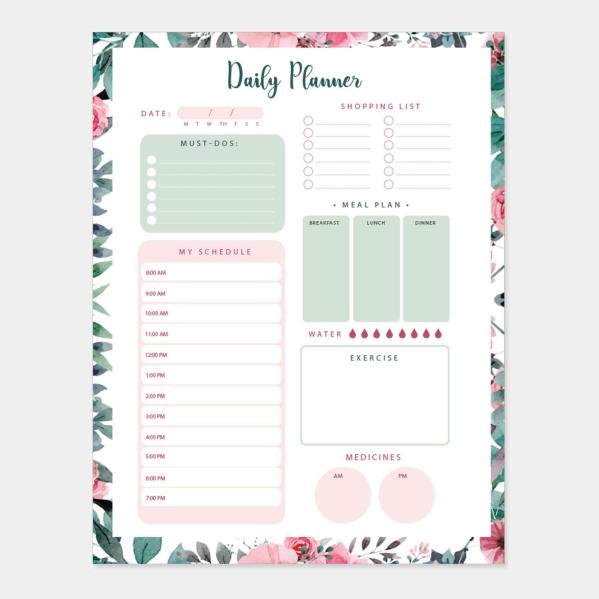 Daily Planner
DATE: / /
M T W TH F S S
MUST-DOS:
MY SCHEDULE
8:00 AM
9:00 AM
10:00 AM
11:00 AM
12:00 PM
1:00 PM
2:00 PM
3:00 PM
4:00 PM
5:00 PM
6:00 PM
7:00 PM
SHOPPING LIST
• MEAL PLAN •
BREAKFAST LUNCH DINNER
WATER
EXERCISE
MEDICINES
AM PM